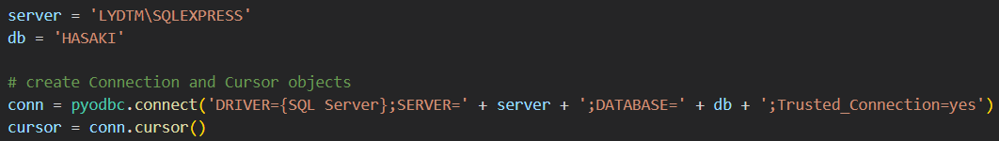 server = 'LYDTM\SQLEXPRESS'
db = 'HASAKI'
# create Connection and Cursor objects
conn = pyodbc.connect('DRIVER={SQL Server};SERVER=' + server + ';DATABASE=' + db + ';Trusted_Connection=yes')
cursor = conn.cursor()